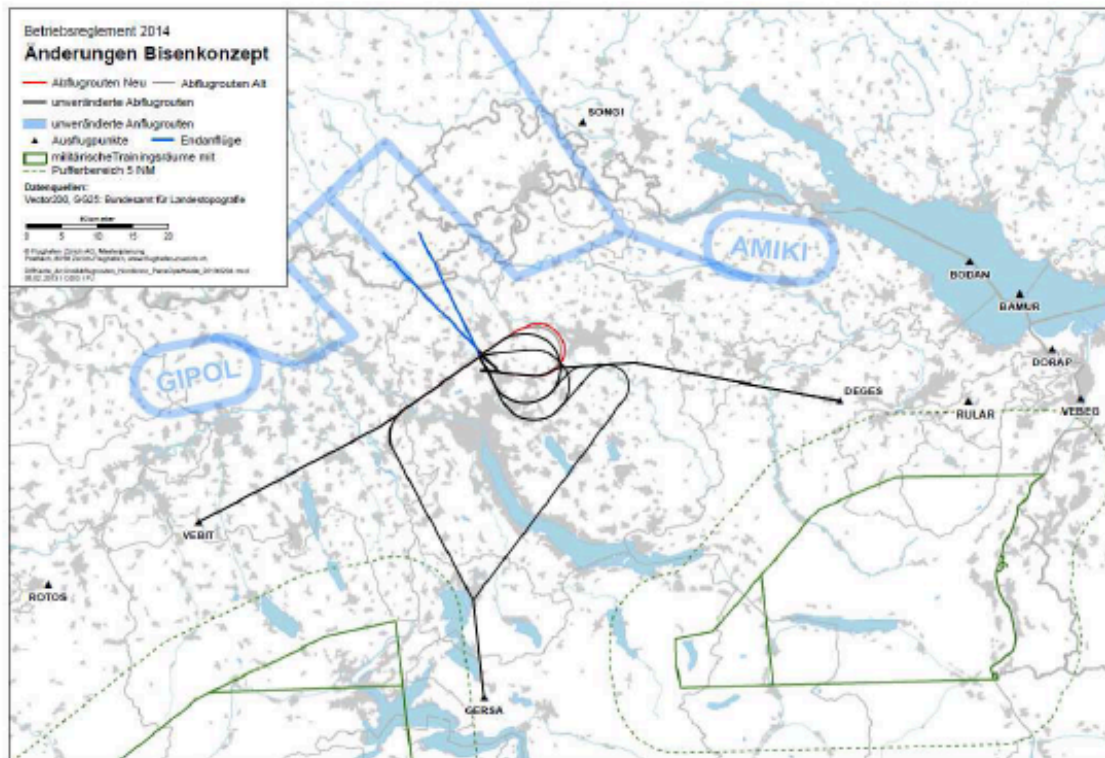 Betriebsreglement 2014
Änderungen Bisenkonzept
Abflugrouten Neu Abflugrouten Alt
unveränderte Abflugrouten
unveränderte Anflugrouten
Ausflugpunkte Endanflüge
militärische Trainingsräume mit
Pufferbereich 5 NM
Datenquellen:
Vector200, GG25: Bundesamt für Landestopografie
Kilometer
0 5 10 15 20
SONGI
AMIKI
BODAN
BAMUR
GIPOL
DORAP
DEGES
RULAR
VEBEG
VEBIT
ROTOS
GERSA